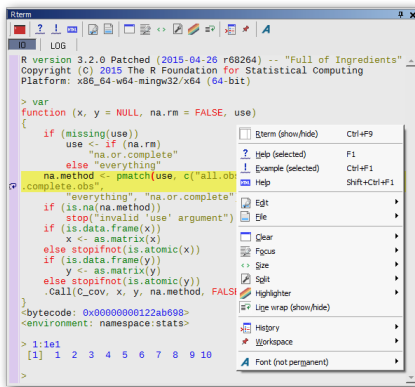 Rterm
IO LOG
R version 3.2.0 Patched (2015-04-26 r68264) -- "Full of Ingredients"
Copyright (C) 2015 The R Foundation for Statistical Computing
Platform: x86_64-w64-mingw32/x64 (64-bit)
> var
function (x, y = NULL, na.rm = FALSE, use)
{
if (missing(use))
use <- if (na.rm)
"na.or.complete"
else "everything"
na.method <- pmatch(use, c("all.obs
.complete.obs",
"everything", "na.or.complete
if (is.na(na.method))
stop("invalid 'use' argument")
if (is.data.frame(x))
x <- as.matrix(x)
else stopifnot(is.atomic(x))
if (is.data.frame(y))
y <- as.matrix(y)
else stopifnot(is.atomic(y))
.Call(C_cov, x, y, na.method, FALSE
}
<bytecode: 0x00000000122ab698>
<environment: namespace:stats>
> 1:1e1
[1] 1 2 3 4 5 6 7 8 9 10
>
Rterm (show/hide) Ctrl+F9
Help (selected) F1
Example (selected) Ctrl+F1
Help Shift+Ctrl+F1
Edit
File
Clear
Focus
Size
Split
Highlighter
Line wrap (show/hide)
History
Workspace
Font (not permanent)